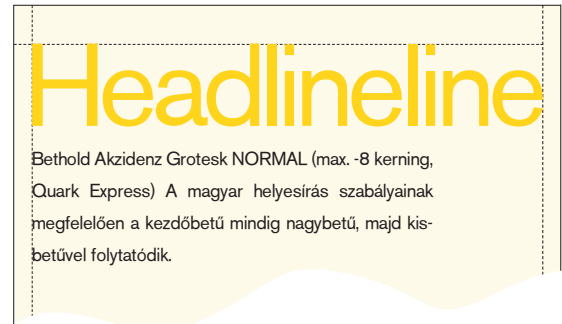 Headlineline
Bethold Akzidenz Grotesk NORMAL (max. -8 kerning,
Quark Express) A magyar helyesírás szabályainak
megfelelően a kezdőbetű mindig nagybetű, majd kis-
betűvel folytatódik.